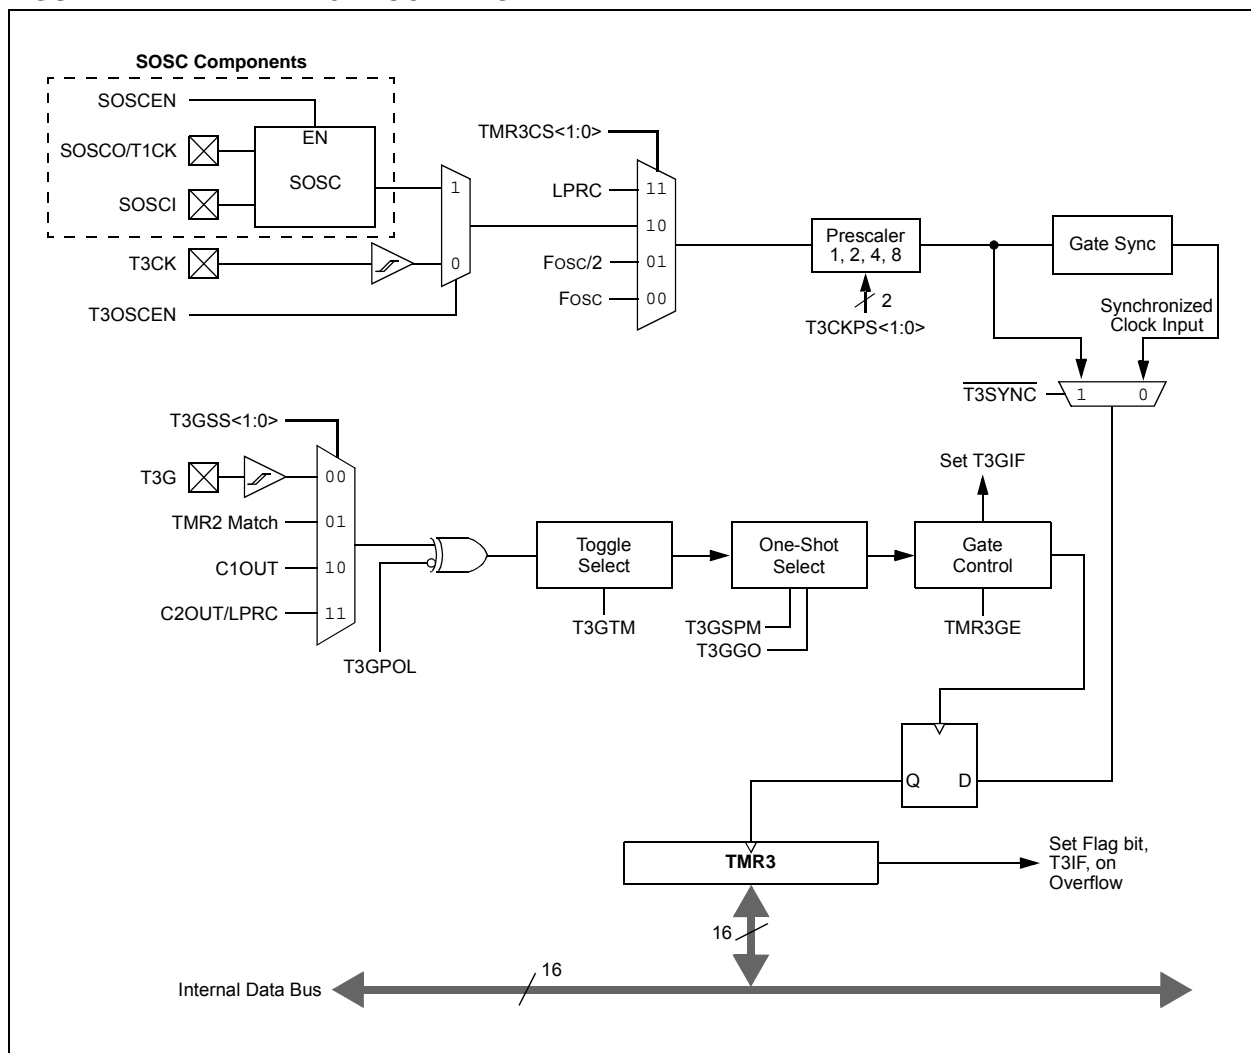 SOSC Components
SOSCEN
EN
SOSCO/T1CK
SOSC
SOSCI
T3CK
T3OSCEN
1
0
TMR3CS<1:0>
LPRC
11
10
FOSC/2
01
FOSC
00
Prescaler
1, 2, 4, 8
2
T3CKPS<1:0>
Gate Sync
Synchronized
Clock Input
T3SYNC
1
0
T3GSS<1:0>
T3G
00
TMR2 Match
01
C1OUT
10
C2OUT/LPRC
11
T3GPOL
Toggle
Select
T3GTM
One-Shot
Select
T3GSPM
T3GGO
Set T3GIF
Gate
Control
TMR3GE
Q
D
TMR3
Set Flag bit,
T3IF, on
Overflow
16
16
Internal Data Bus